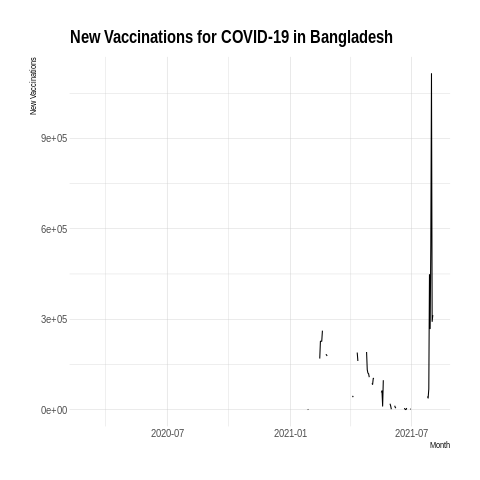 New Vaccinations for COVID-19 in Bangladesh
New Vaccinations
9e+05
6e+05
3e+05
0e+00
2020-07 2021-01 2021-07
Month